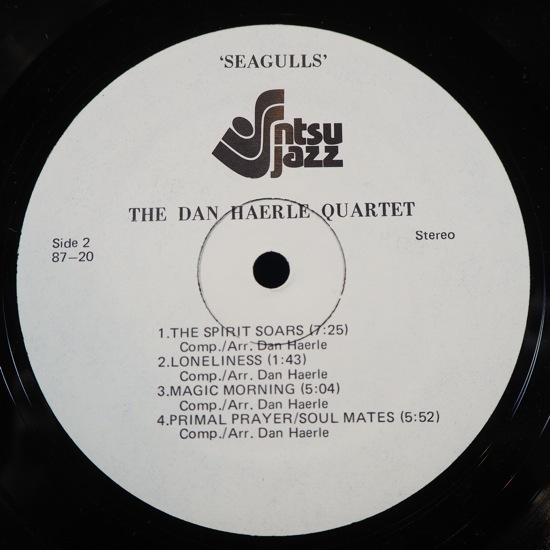 'SEAGULLS'
ntsu
jazz
THE DAN HAERLE QUARTET
Side 2
87-20
Stereo
1.THE SPIRIT SOARS (7:25)
Comp./Arr. Dan Haerle
2.LONELINESS (1:43)
Comp./Arr. Dan Haerle
3.MAGIC MORNING (5:04)
Comp./Arr. Dan Haerle
4.PRIMAL PRAYER/SOUL MATES (5:52)
Comp./Arr. Dan Haerle